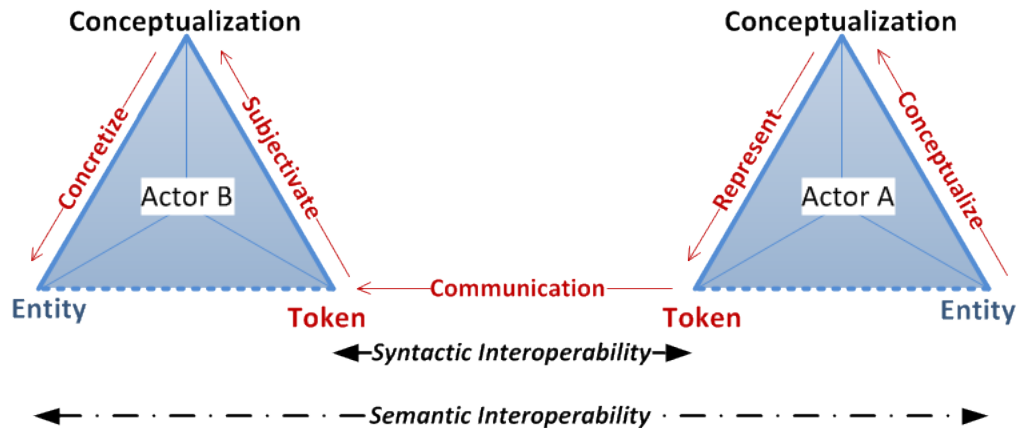 Conceptualization
Conceptualization
Concretize
Subjectivate
Represent
Conceptualize
Actor B
Actor A
Communication
Entity
Token
Token
Entity
Syntactic Interoperability
Semantic Interoperability